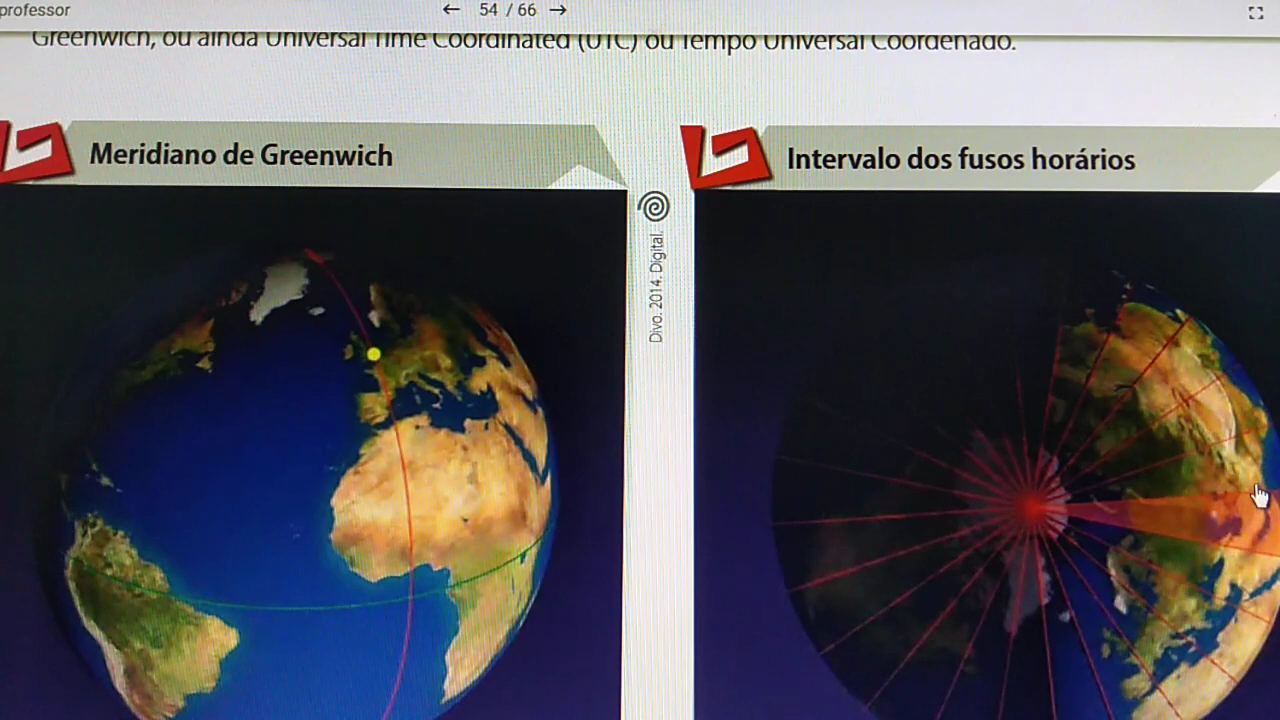 professor
← 54 / 66 →
Greenwich, ou ainda Universal Time Coordinated (UTC) ou Tempo Universal Coordenado.
Meridiano de Greenwich
Intervalo dos fusos horários
Divo. 2014. Digital.